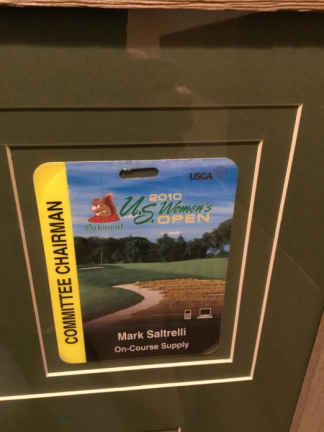 COMMITTEE CHAIRMAN
USGA
2010
U.S. Women's
OPEN
Oakmont
Mark Saltrelli
On-Course Supply